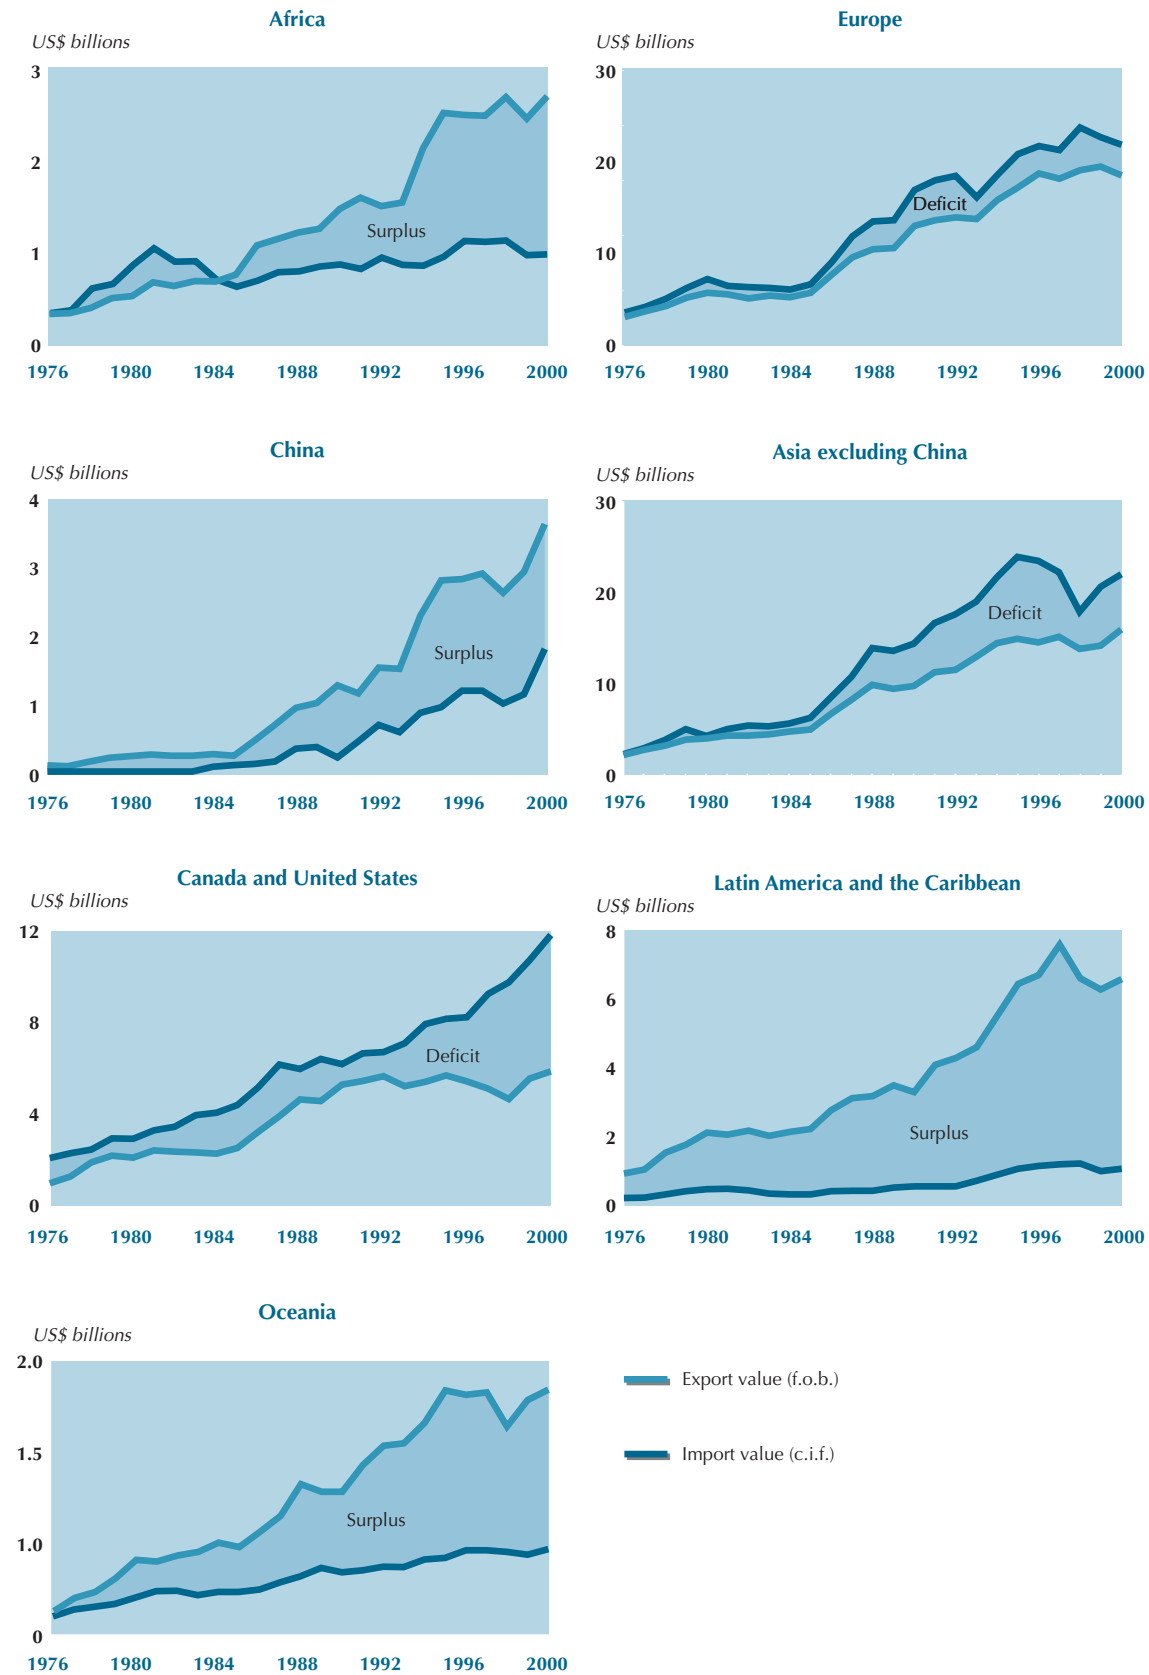 Africa
US$ billions
3
2
1
0
Surplus
1976 1980 1984 1988 1992 1996 2000
Europe
US$ billions
30
20
10
0
Deficit
1976 1980 1984 1988 1992 1996 2000
China
US$ billions
4
3
2
1
0
Surplus
1976 1980 1984 1988 1992 1996 2000
Asia excluding China
US$ billions
30
20
10
0
Deficit
1976 1980 1984 1988 1992 1996 2000
Canada and United States
US$ billions
12
8
4
0
Deficit
1976 1980 1984 1988 1992 1996 2000
Latin America and the Caribbean
US$ billions
8
6
4
2
0
Surplus
1976 1980 1984 1988 1992 1996 2000
Oceania
US$ billions
2.0
1.5
1.0
0
Surplus
1976 1980 1984 1988 1992 1996 2000
Export value (f.o.b.)
Import value (c.i.f.)